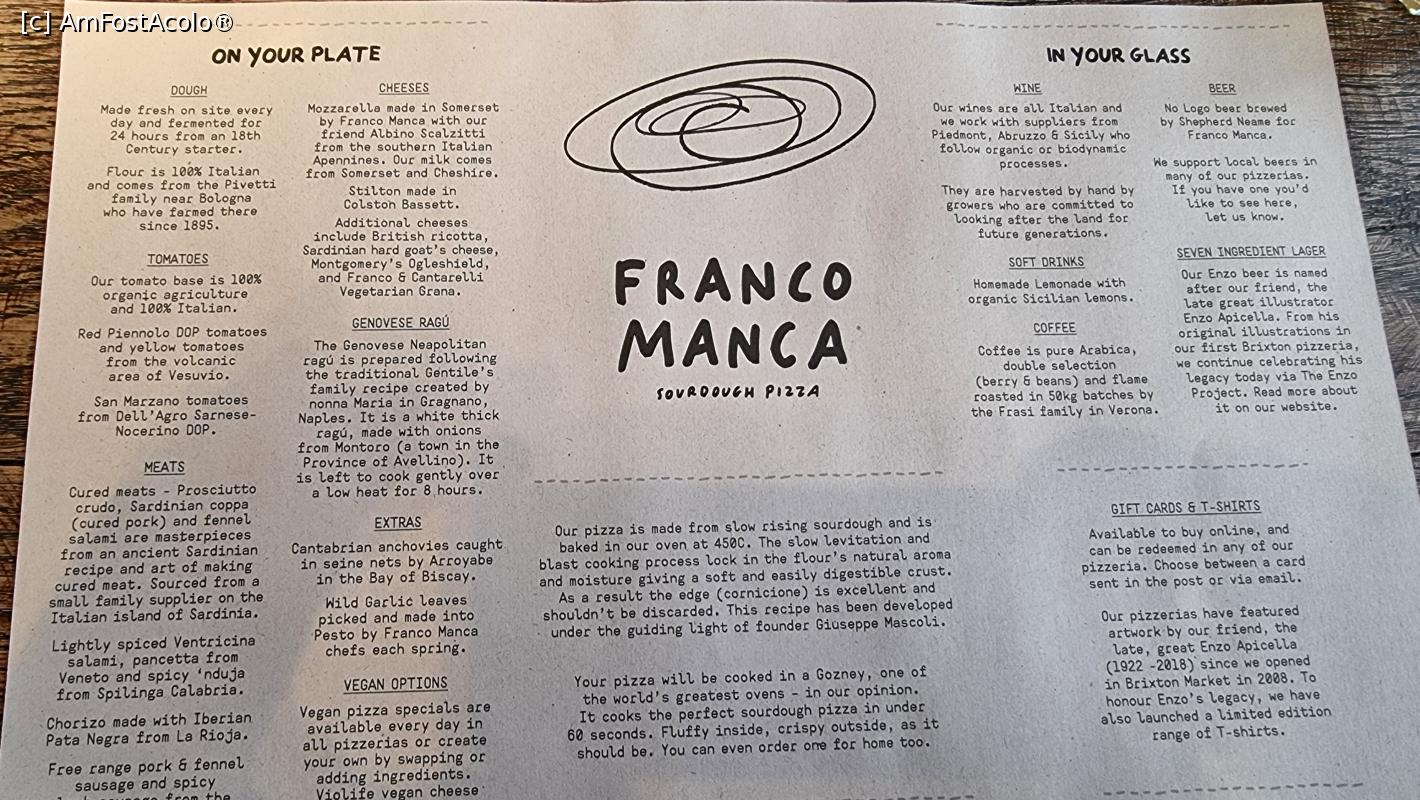 [c] AmFostAcolo®
ON YOUR PLATE
DOUGH
Made fresh on site every
day and fermented for
24 hours from an 18th
Century starter.
Flour is 100% Italian
and comes from the Pivetti
family near Bologna
who have farmed there
since 1895.
TOMATOES
Our tomato base is 100%
organic agriculture
and 100% Italian.
Red Piennolo DOP tomatoes
and yellow tomatoes
from the volcanic
area of Vesuvio.
San Marzano tomatoes
from Dell'Agro Sarnese-
Nocerino DOP.
MEATS
Cured meats - Prosciutto
crudo, Sardinian coppa
(cured pork) and fennel
salami are masterpieces
from an ancient Sardinian
recipe and art of making
cured meat. Sourced from a
small family supplier on the
Italian island of Sardinia.
Lightly spiced Ventricina
salami, pancetta from
Veneto and spicy 'nduja
from Spilinga Calabria.
Chorizo made with Iberian
Pata Negra from La Rioja.
Free range pork & fennel
sausage and spicy
sausage from the
CHEESES
Mozzarella made in Somerset
by Franco Manca with our
friend Albino Scalzitti
from the southern Italian
Apennines. Our milk comes
from Somerset and Cheshire.
Stilton made in
Colston Bassett.
Additional cheeses
include British ricotta,
Sardinian hard goat's cheese,
Montgomery's Ogleshield,
and Franco & Cantarelli
Vegetarian Grana.
GENOVESE RAGÚ
The Genovese Neapolitan
ragú is prepared following
the traditional Gentile's
family recipe created by
nonna Maria in Gragnano,
Naples. It is a white thick
ragú, made with onions
from Montoro (a town in the
Province of Avellino). It
is left to cook gently over
a low heat for 8 hours.
EXTRAS
Cantabrian anchovies caught
in seine nets by Arroyabe
in the Bay of Biscay.
Wild Garlic leaves
picked and made into
Pesto by Franco Manca
chefs each spring.
VEGAN OPTIONS
Vegan pizza specials are
available every day in
all pizzerias or create
your own by swapping or
adding ingredients.
Violife vegan cheese
FRANCO
MANCA
SOURDOUGH PIZZA
Our pizza is made from slow rising sourdough and is
baked in our oven at 450C. The slow levitation and
blast cooking process lock in the flour's natural aroma
and moisture giving a soft and easily digestible crust.
As a result the edge (cornicione) is excellent and
shouldn't be discarded. This recipe has been developed
under the guiding light of founder Giuseppe Mascoli.
Your pizza will be cooked in a Gozney, one of
the world's greatest ovens – in our opinion.
It cooks the perfect sourdough pizza in under
60 seconds. Fluffy inside, crispy outside, as it
should be. You can even order one for home too.
IN YOUR GLASS
WINE
Our wines are all Italian and
we work with suppliers from
Piedmont, Abruzzo & Sicily who
follow organic or biodynamic
processes.
They are harvested by hand by
growers who are committed to
looking after the land for
future generations.
SOFT DRINKS
Homemade Lemonade with
organic Sicilian lemons.
COFFEE
Coffee is pure Arabica,
double selection
(berry & beans) and flame
roasted in 50kg batches by
the Frasi family in Verona.
BEER
No Logo beer brewed
by Shepherd Neame for
Franco Manca.
We support local beers in
many of our pizzerias.
If you have one you'd
like to see here,
let us know.
SEVEN INGREDIENT LAGER
Our Enzo beer is named
after our friend, the
late great illustrator
Enzo Apicella. From his
original illustrations in
our first Brixton pizzeria,
we continue celebrating his
legacy today via The Enzo
Project. Read more about
it on our website.
GIFT CARDS & T-SHIRTS
Available to buy online, and
can be redeemed in any of our
pizzeria. Choose between a card
sent in the post or via email.
Our pizzerias have featured
artwork by our friend, the
late, great Enzo Apicella
(1922 -2018) since we opened
in Brixton Market in 2008. To
honour Enzo's legacy, we have
also launched a limited edition
range of T-shirts.